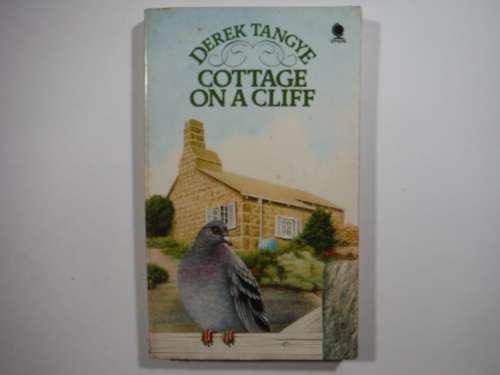 DEREK TANGYE
COTTAGE
ON A CLIFF